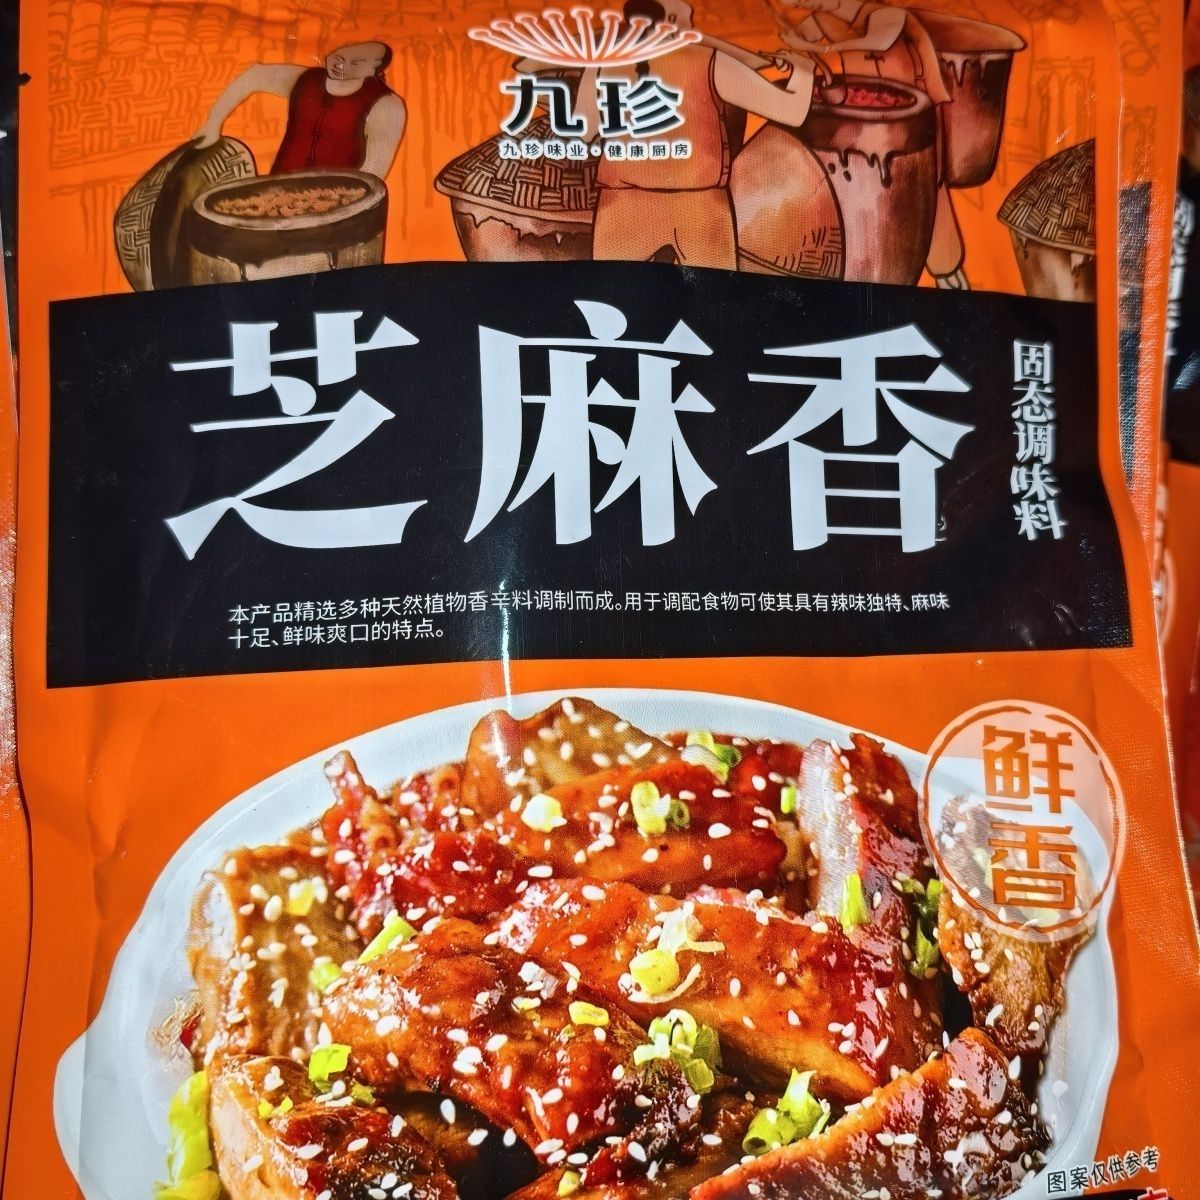 九珍
九珍味业·健康厨房
芝麻香
固态调味料
本产品精选多种天然植物香辛料调制而成。用于调配食物可使其具有辣味独特、麻味
十足、鲜味爽口的特点。
鲜香
图案仅供参考